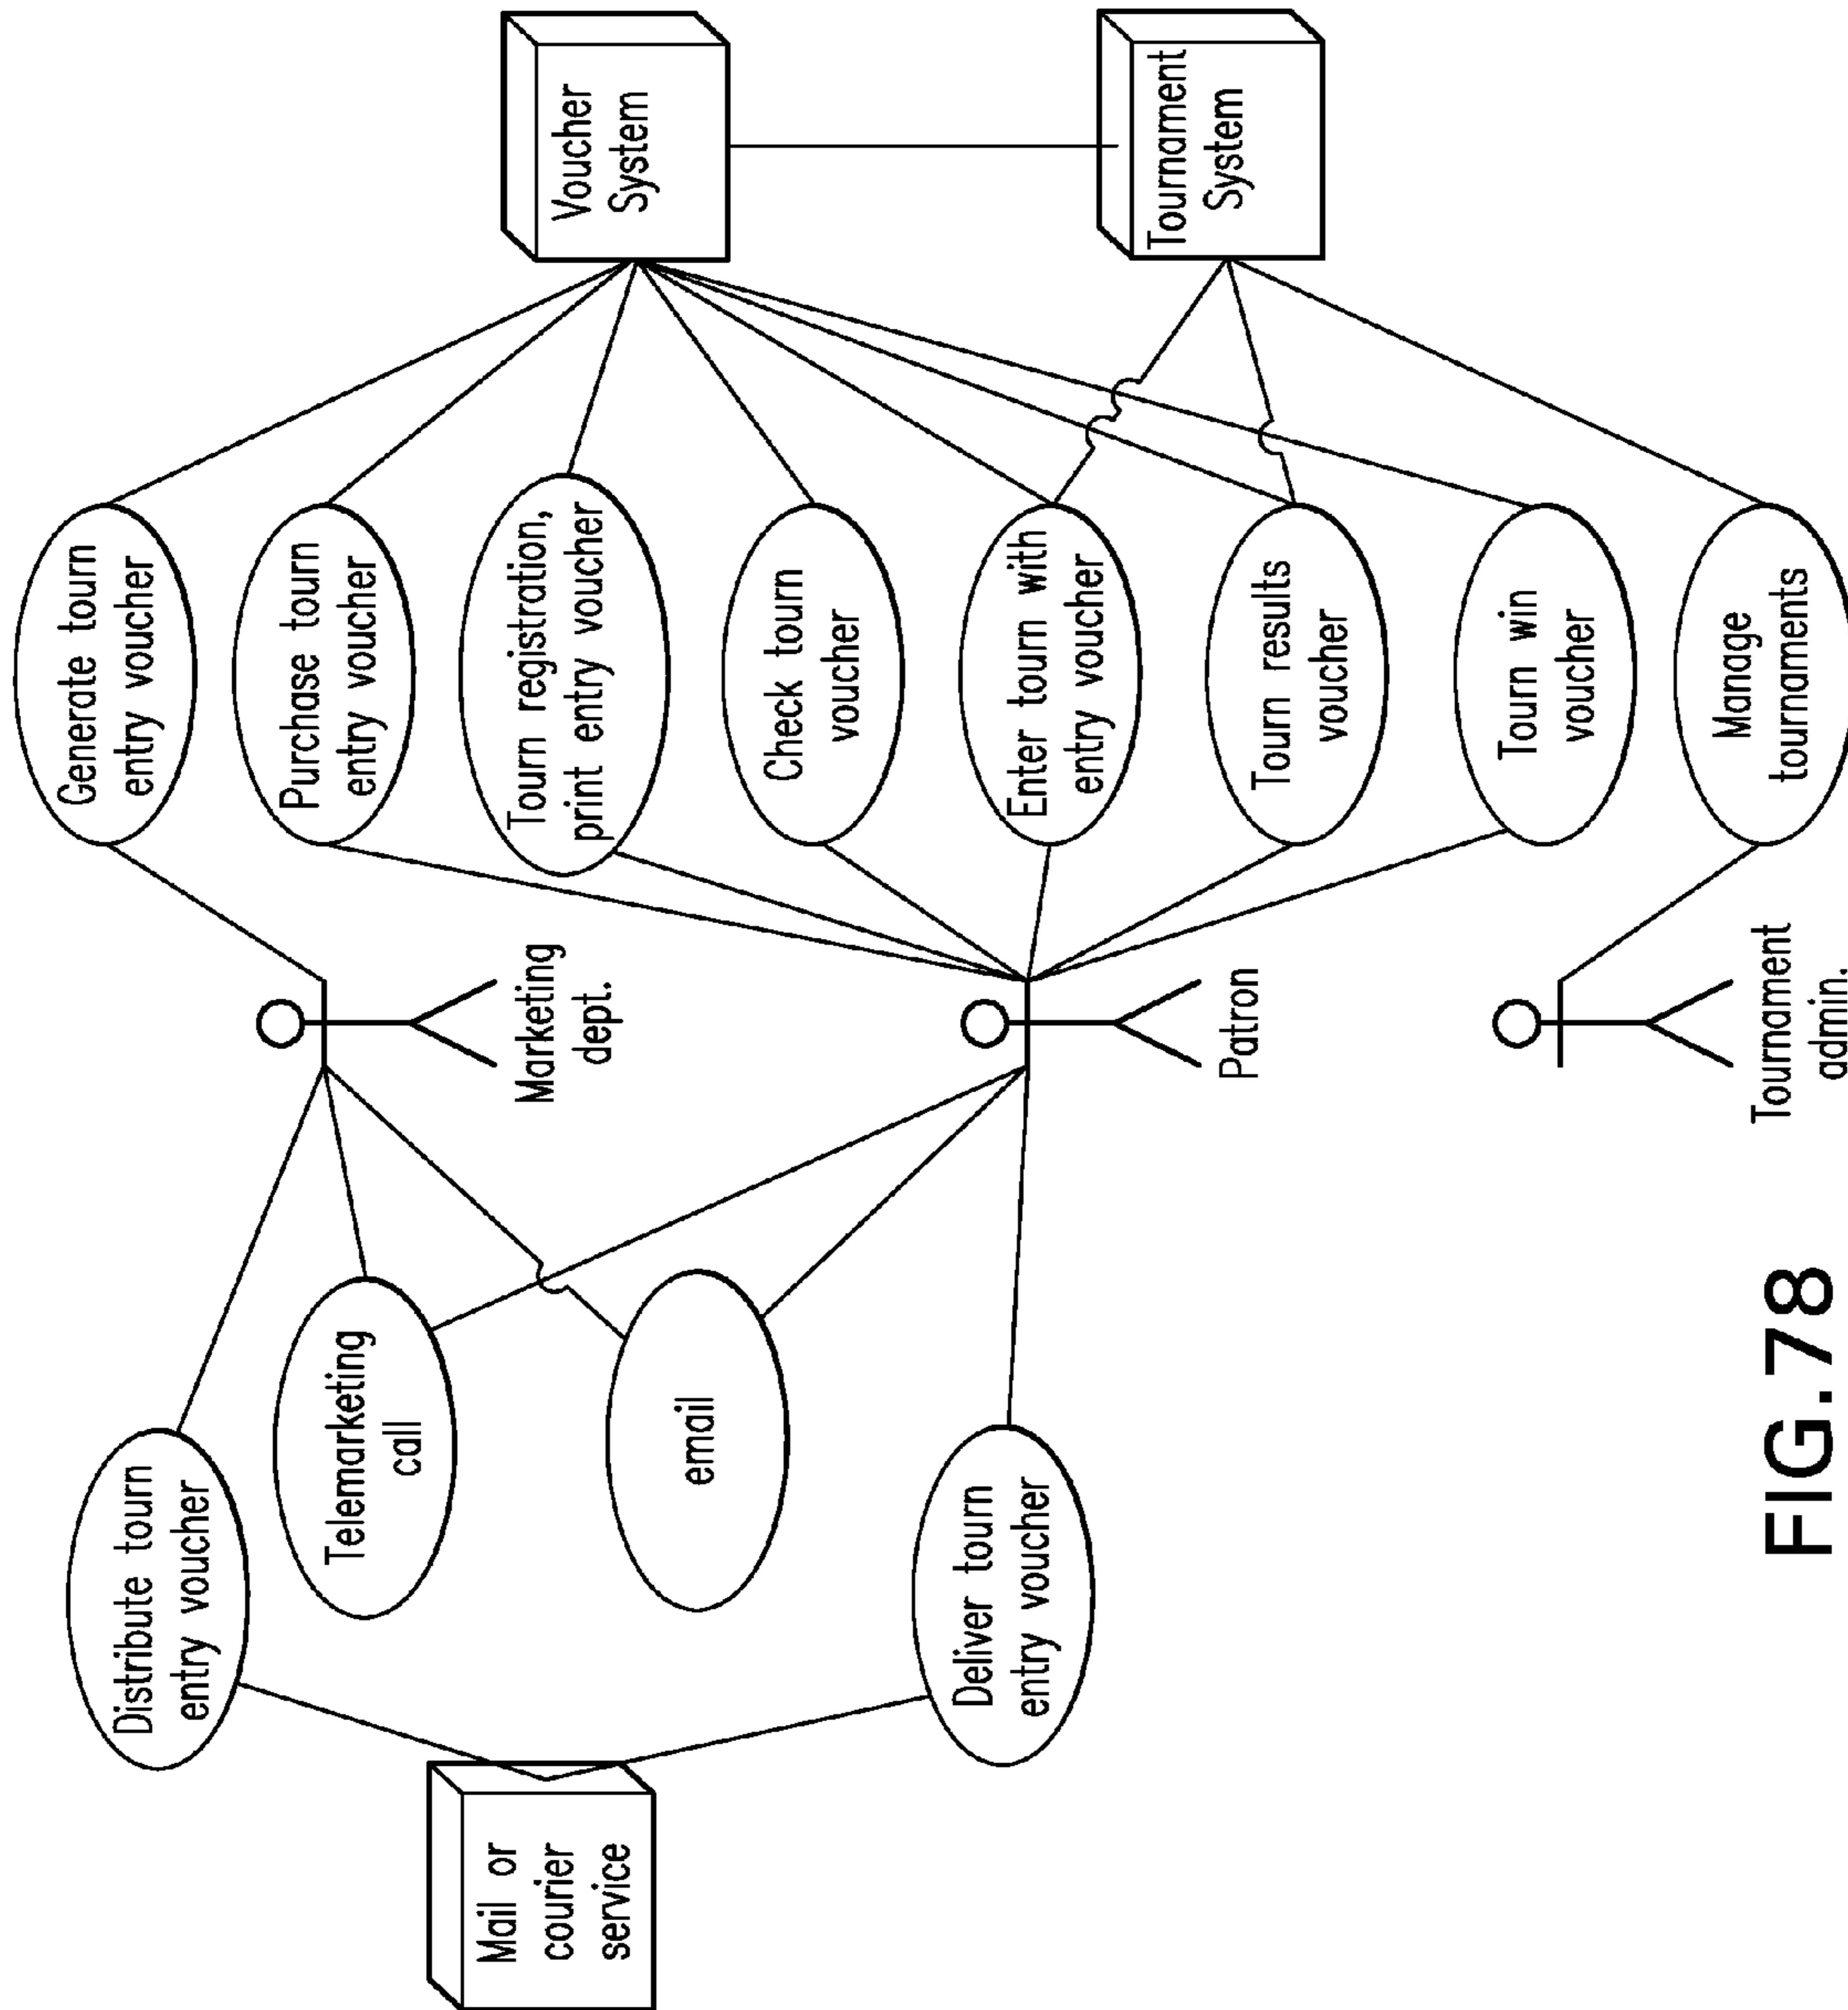 Mail or
courier
service
Distribute tourn
entry voucher
Telemarketing
call
email
Deliver tourn
entry voucher
Marketing
dept.
Patron
Tournament
admin.
Generate tourn
entry voucher
Purchase tourn
entry voucher
Tourn registration,
print entry voucher
Check tourn
voucher
Enter tourn with
entry voucher
Tourn results
voucher
Tourn win
voucher
Manage
tournaments
Voucher
System
Tournament
System
FIG.78